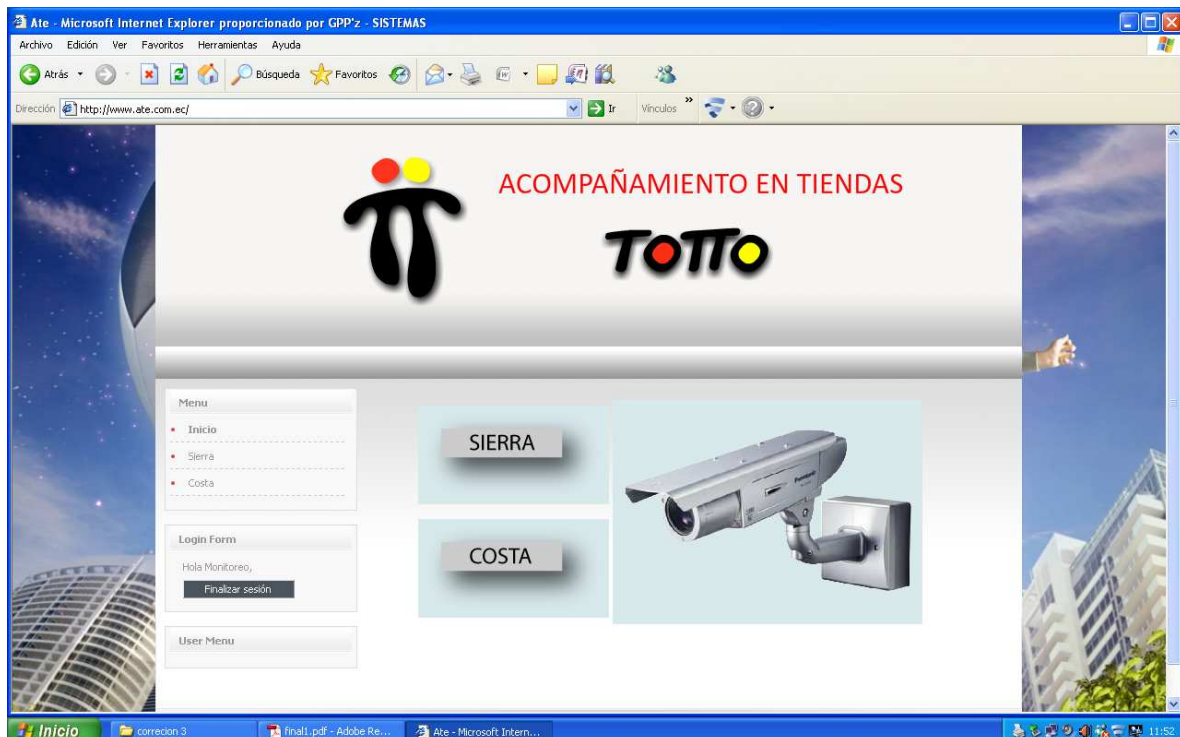 Ate - Microsoft Internet Explorer proporcionado por GPP'z - SISTEMAS
Archivo Edición Ver Favoritos Herramientas Ayuda
Atrás Búsqueda Favoritos
Dirección http://www.ate.com.ec/ Ir Vínculos »
ACOMPAÑAMIENTO EN TIENDAS
TOTTO
Menu
Inicio
Sierra
Costa
Login Form
Hola Monitoreo,
Finalizar sesión
User Menu
SIERRA
COSTA
Panasonic
Inicio correcion 3 final1.pdf - Adobe Re... Ate - Microsoft Intern... 11:52